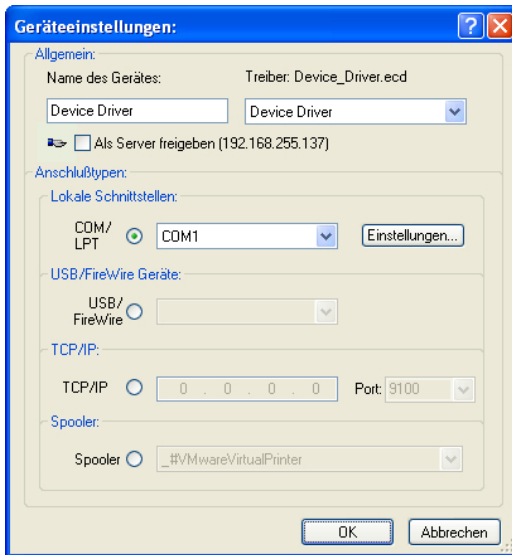 Geräteeinstellungen:
Allgemein:
Name des Gerätes: Treiber: Device_Driver.ecd
Device Driver Device Driver
Als Server freigeben (192.168.255.137)
Anschlußtypen:
Lokale Schnittstellen:
COM/
LPT COM1 Einstellungen...
USB/FireWire Geräte:
USB/
FireWire
TCP/IP:
TCP/IP 0 . 0 . 0 . 0 Port: 9100
Spooler:
Spooler _#VMwareVirtualPrinter
OK Abbrechen